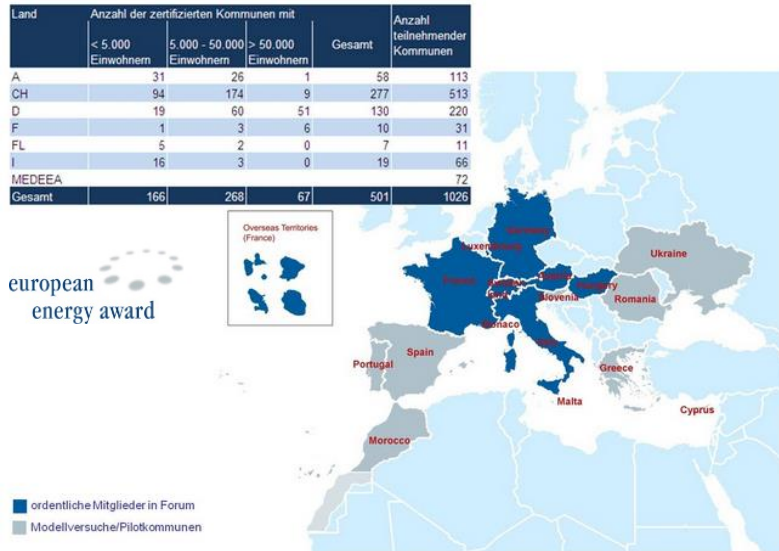 Land Anzahl der zertifizierten Kommunen mit Anzahl teilnehmender Kommunen
< 5.000 Einwohnern 5.000 - 50.000 Einwohnern > 50.000 Einwohnern Gesamt
A 31 26 1 58 113
CH 94 174 9 277 513
D 19 60 51 130 220
F 1 3 6 10 31
FL 5 2 0 7 11
I 16 3 0 19 66
MEDEEA 72
Gesamt 166 268 67 501 1026
Overseas Territories
(France)
european
energy award
Germany
Luxembourg
Ukraine
France
Austria
Hungary
Slovenia
Romania
Monaco
Italy
Spain
Portugal
Greece
Malta
Cyprus
Morocco
ordentliche Mitglieder in Forum
Modellversuche/Pilotkommunen